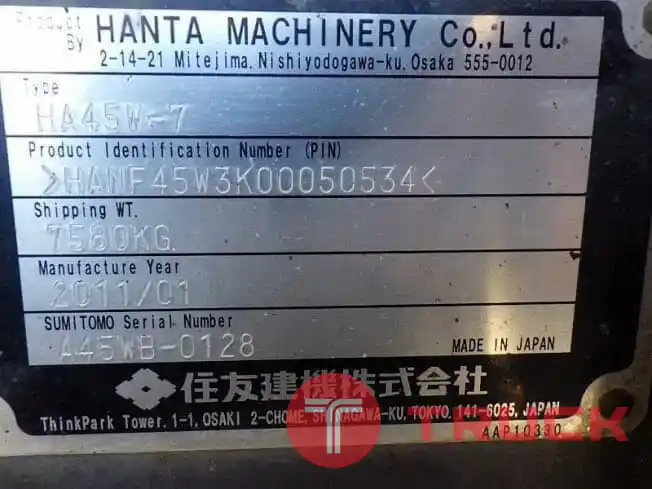 Product By HANTA MACHINERY Co.,Ltd.
2-14-21 Mitejima, Nishiyodogawa-ku, Osaka 555-0012
Type
HA45W-7
Product Identification Number (PIN)
>HANF45W3K00050534<
Shipping WT.
7580KG.
Manufacture Year
2011/01
SUMITOMO Serial Number
A45WB-0128
MADE IN JAPAN
住友建機株式会社
ThinkPark Tower. 1-1, OSAKI 2-CHOME, SHINAGAWA-KU, TOKYO, 141-6025, JAPAN
AAP10330
TRUCK